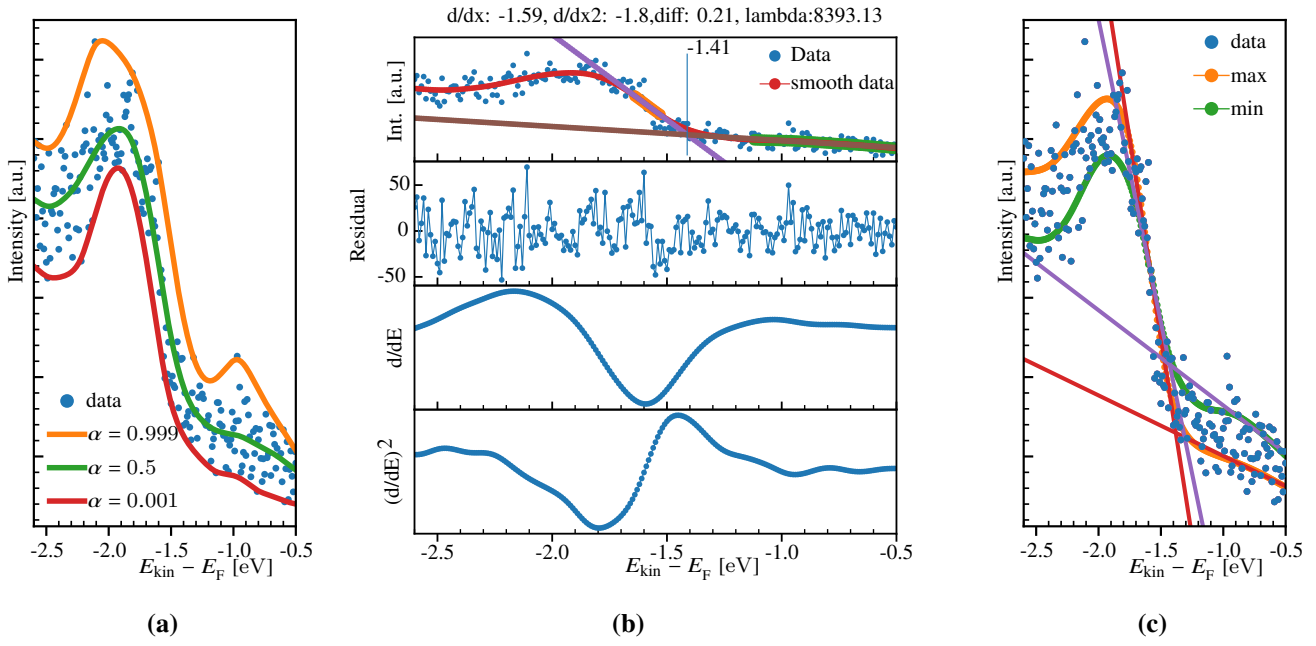 d/dx: -1.59, d/dx2: -1.8,diff: 0.21, lambda:8393.13
Intensity [a.u.]
data
α = 0.999
α = 0.5
α = 0.001
-2.5 -2.0 -1.5 -1.0 -0.5
E_kin − E_F [eV]
(a)
Int. [a.u.]
-1.41
Data
smooth data
Residual
50
0
-50
d/dE
(d/dE)²
-2.5 -2.0 -1.5 -1.0 -0.5
E_kin − E_F [eV]
(b)
Intensity [a.u.]
data
max
min
-2.5 -2.0 -1.5 -1.0 -0.5
E_kin − E_F [eV]
(c)